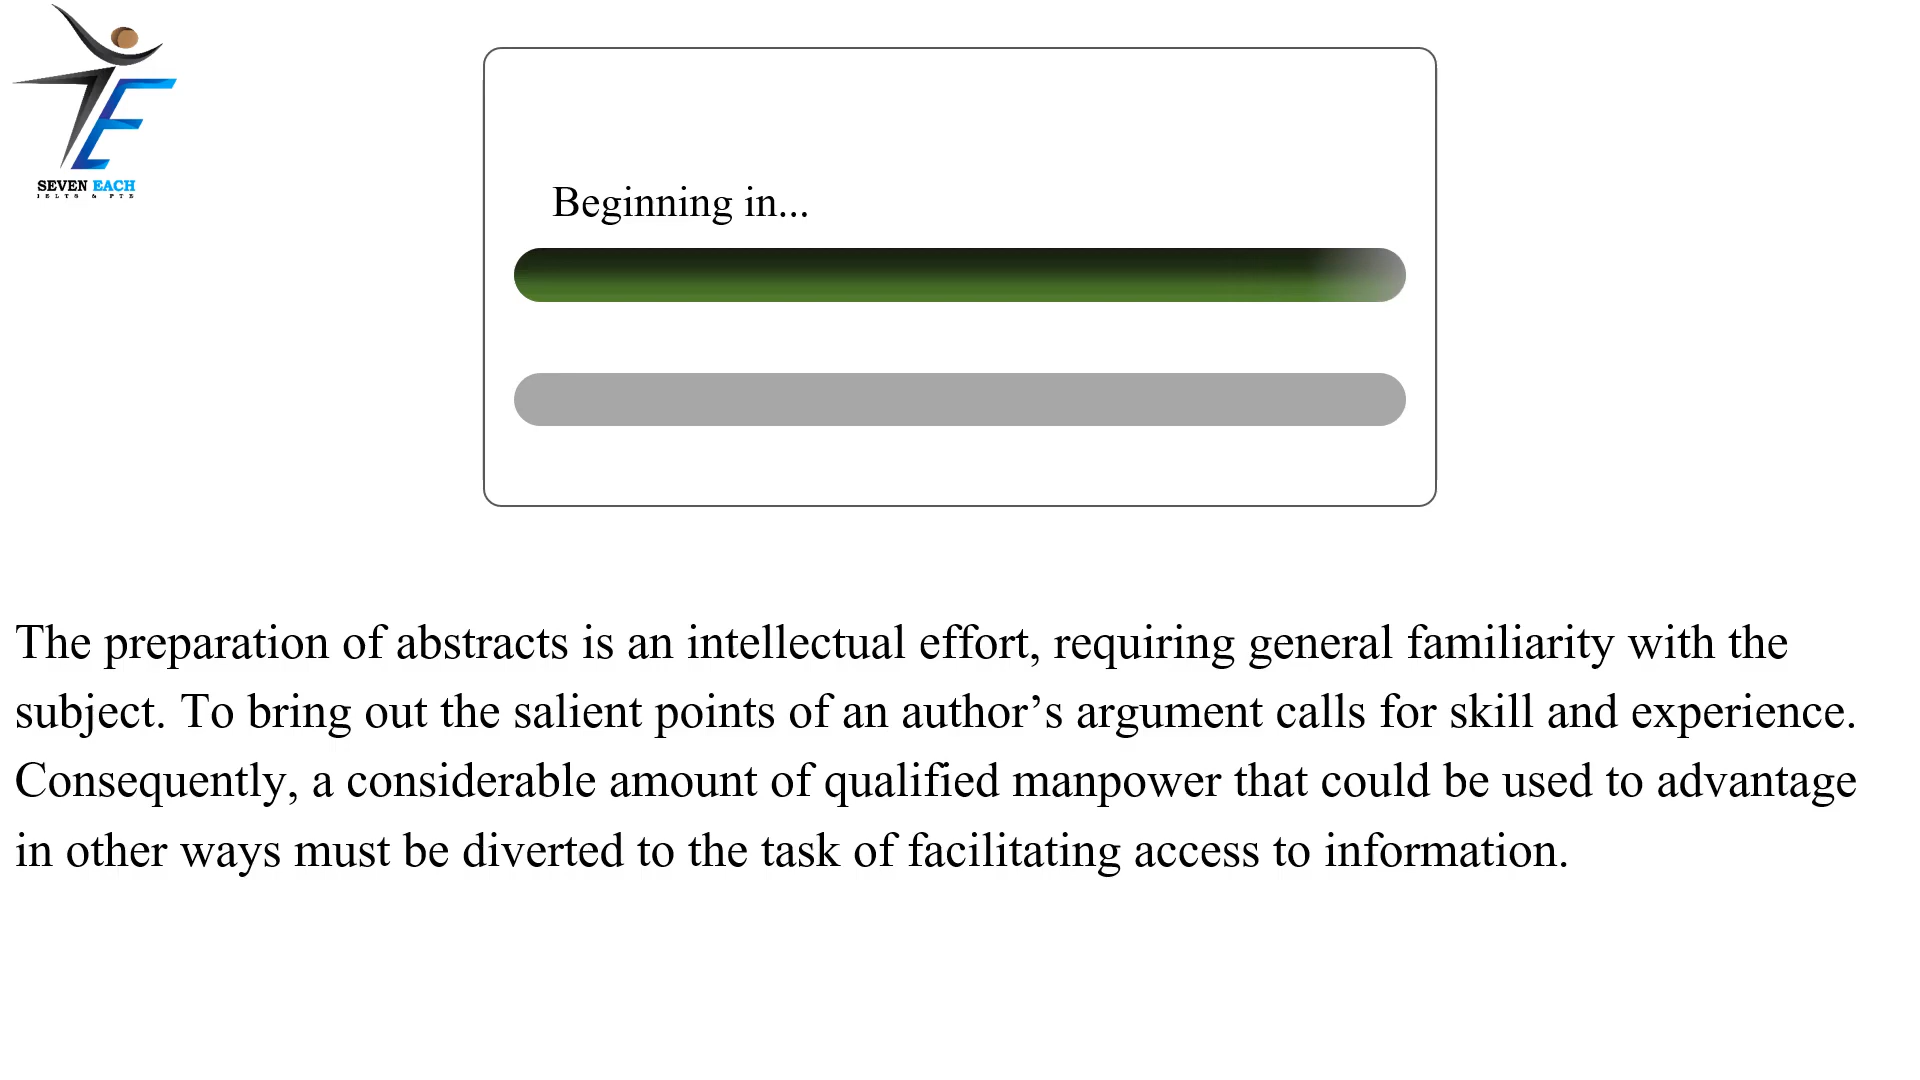 SEVEN EACH
IELTS & PTE
Beginning in...
The preparation of abstracts is an intellectual effort, requiring general familiarity with the
subject. To bring out the salient points of an author’s argument calls for skill and experience.
Consequently, a considerable amount of qualified manpower that could be used to advantage
in other ways must be diverted to the task of facilitating access to information.